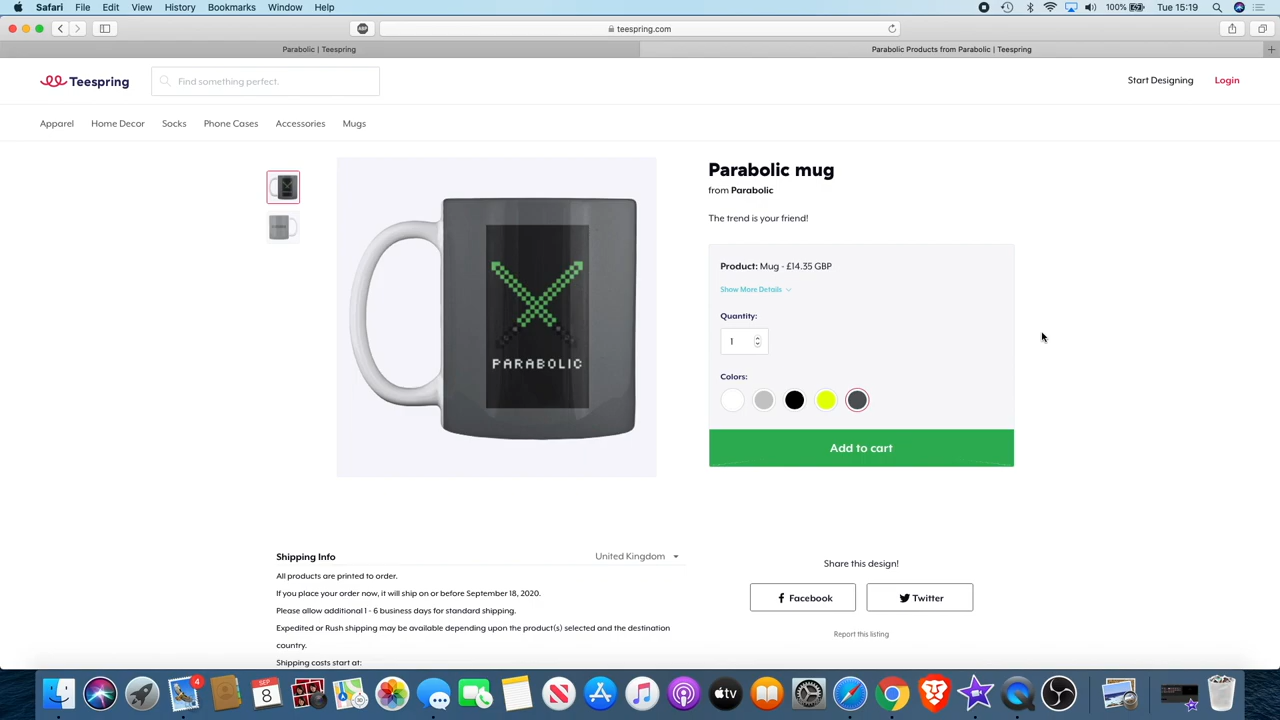 Safari File Edit View History Bookmarks Window Help 100% Tue 15:19
ABP teespring.com
Parabolic | Teespring Parabolic Products from Parabolic | Teespring
Teespring Find something perfect. Start Designing Login
Apparel Home Decor Socks Phone Cases Accessories Mugs
Parabolic mug
from Parabolic
The trend is your friend!
Product: Mug - £14.35 GBP
Show More Details
Quantity:
1
Colors:
PARABOLIC
Add to cart
Shipping Info United Kingdom
All products are printed to order.
If you place your order now, it will ship on or before September 18, 2020.
Please allow additional 1 - 6 business days for standard shipping.
Expedited or Rush shipping may be available depending upon the product(s) selected and the destination
country.
Shipping costs start at:
Share this design!
Facebook Twitter
Report this listing
4
SEP
8
tv